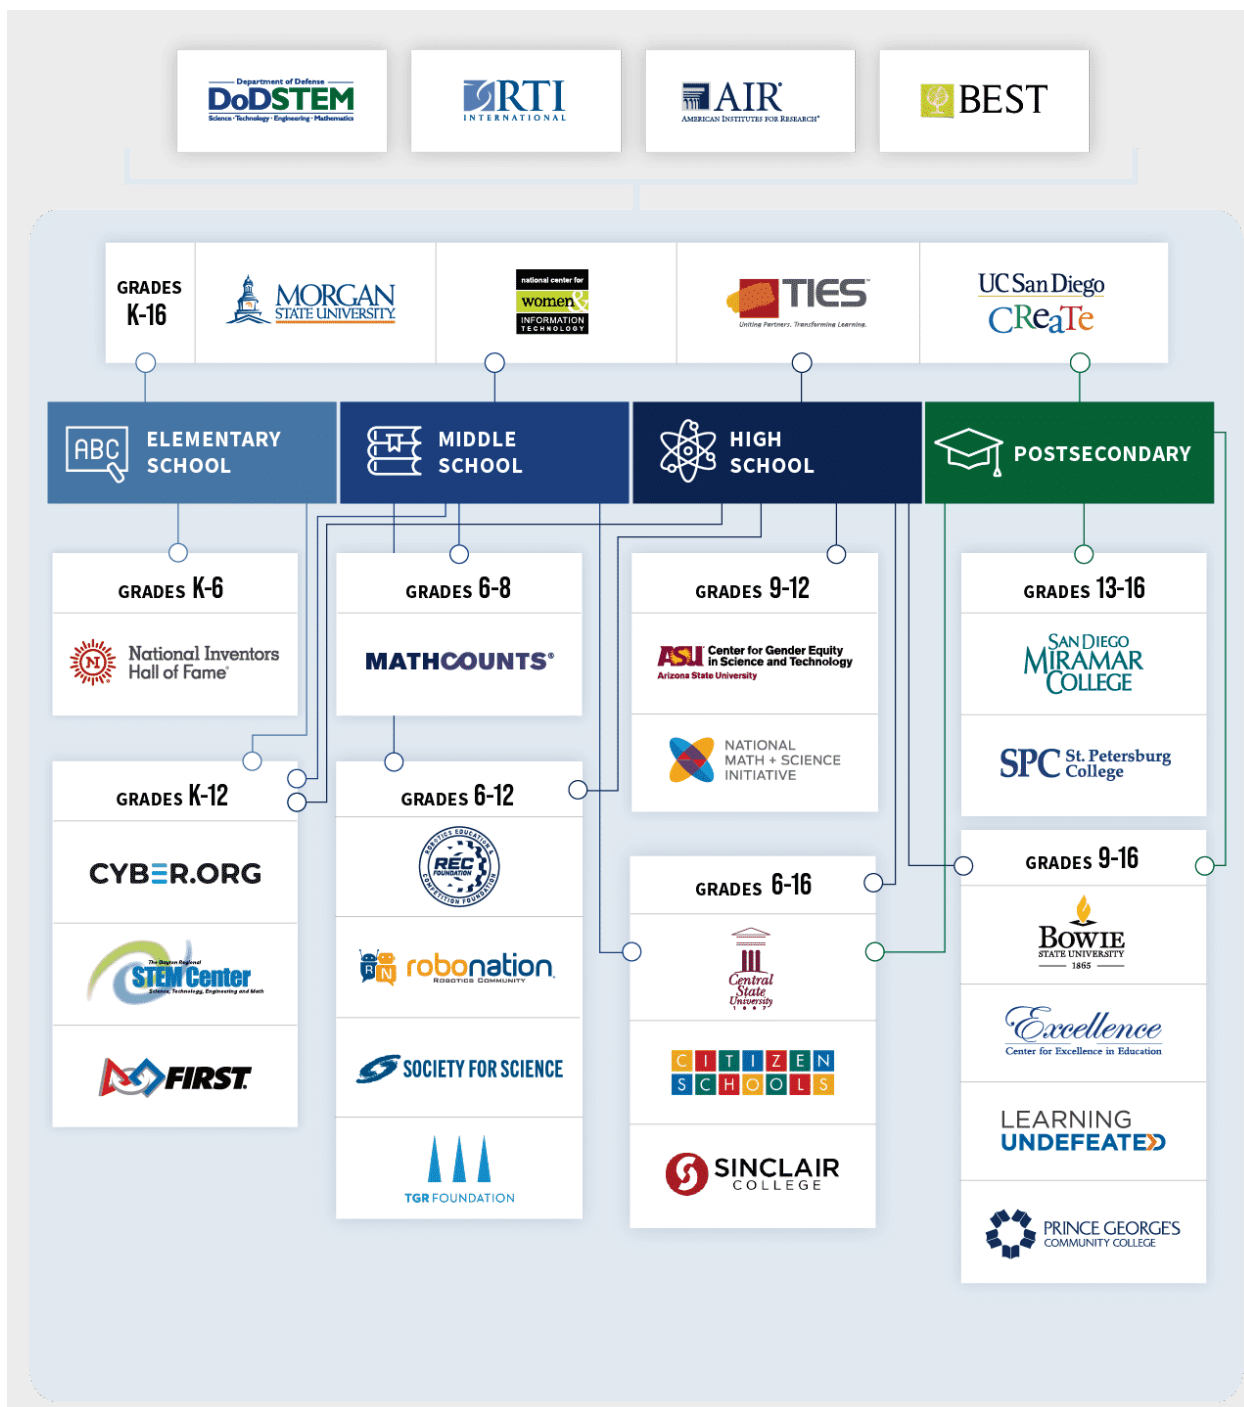 Department of Defense
DoDSTEM
Science · Technology · Engineering · Mathematics
RTI
INTERNATIONAL
AIR®
AMERICAN INSTITUTES FOR RESEARCH®
BEST
GRADES
K-16
MORGAN
STATE UNIVERSITY
national center for
women&
INFORMATION
TECHNOLOGY
TIES™
Uniting Partners. Transforming Learning.
UC San Diego
CReaTe
ABC
ELEMENTARY
SCHOOL
MIDDLE
SCHOOL
HIGH
SCHOOL
POSTSECONDARY
GRADES K-6
N
National Inventors
Hall of Fame®
GRADES 6-8
MATHCOUNTS®
GRADES 9-12
ASU Center for Gender Equity
in Science and Technology
Arizona State University
NATIONAL
MATH + SCIENCE
INITIATIVE
GRADES 13-16
SAN DIEGO
MIRAMAR
COLLEGE
SPC St. Petersburg
College
GRADES K-12
CYBER.ORG
The Dayton Regional
STEM Center
Science, Technology, Engineering and Math
FIRST
GRADES 6-12
ROBOTICS EDUCATION &
REC
FOUNDATION
COMPETITION FOUNDATION
RN
robonation
ROBOTICS COMMUNITY
SOCIETY FOR SCIENCE
TGR FOUNDATION
GRADES 6-16
Central
State
University
1887
CITIZEN
SCHOOLS
SINCLAIR
COLLEGE
GRADES 9-16
BOWIE
STATE UNIVERSITY
1865
Excellence
Center for Excellence in Education
LEARNING
UNDEFEATED
PRINCE GEORGE'S
COMMUNITY COLLEGE